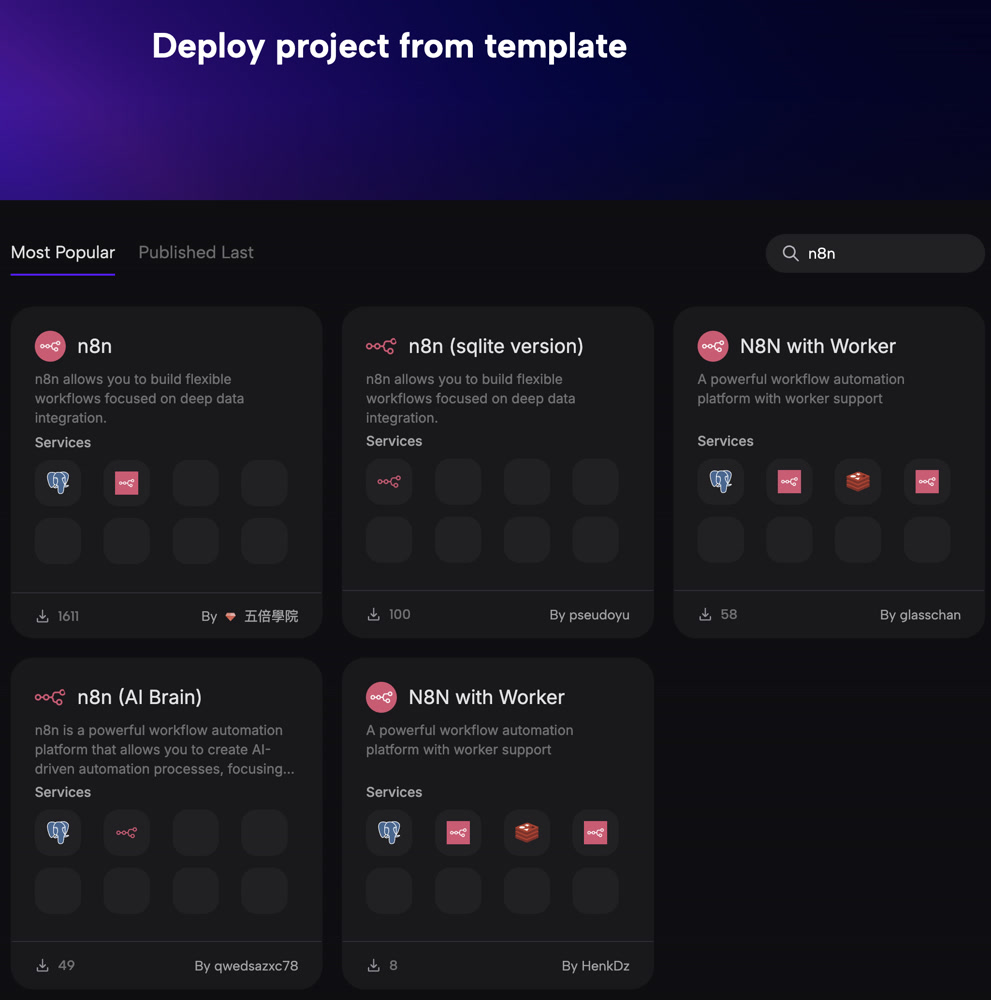 Deploy project from template
Most Popular
Published Last
n8n
n8n
n8n allows you to build flexible
workflows focused on deep data
integration.
Services
1611
By 五倍學院
n8n (sqlite version)
n8n allows you to build flexible
workflows focused on deep data
integration.
Services
100
By pseudoyu
N8N with Worker
A powerful workflow automation
platform with worker support
Services
58
By glasschan
n8n (AI Brain)
n8n is a powerful workflow automation
platform that allows you to create AI-
driven automation processes, focusing...
Services
49
By qwedsazxc78
N8N with Worker
A powerful workflow automation
platform with worker support
Services
8
By HenkDz